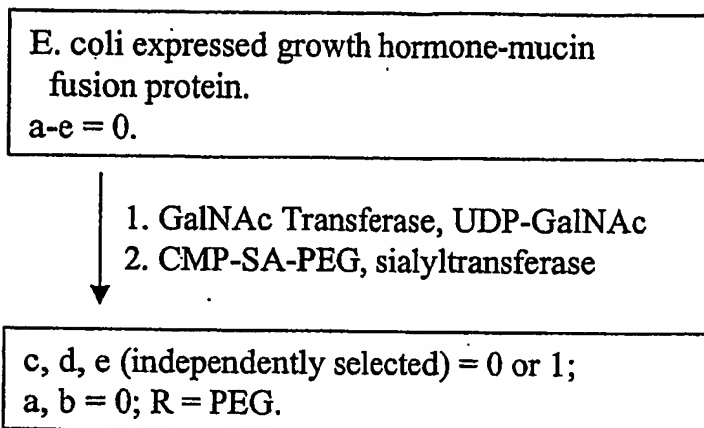 E. coli expressed growth hormone-mucin
fusion protein.
a-e = 0.
1. GalNAc Transferase, UDP-GalNAc
2. CMP-SA-PEG, sialyltransferase
c, d, e (independently selected) = 0 or 1;
a, b = 0; R = PEG.